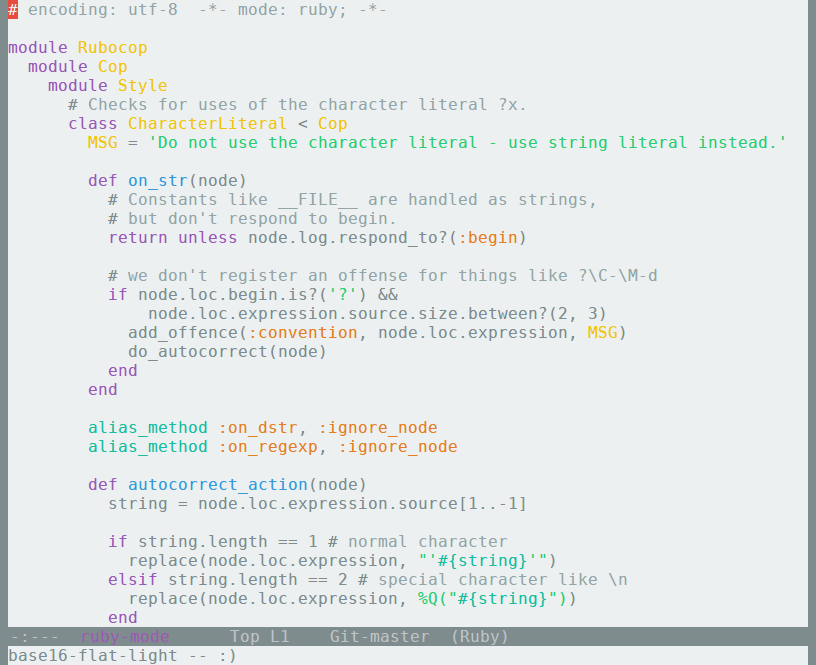 # encoding: utf-8  -*- mode: ruby; -*-

module Rubocop
  module Cop
    module Style
      # Checks for uses of the character literal ?x.
      class CharacterLiteral < Cop
        MSG = 'Do not use the character literal - use string literal instead.'

        def on_str(node)
          # Constants like __FILE__ are handled as strings,
          # but don't respond to begin.
          return unless node.log.respond_to?(:begin)

          # we don't register an offense for things like ?\C-\M-d
          if node.loc.begin.is?('?') &&
              node.loc.expression.source.size.between?(2, 3)
            add_offence(:convention, node.loc.expression, MSG)
            do_autocorrect(node)
          end
        end

        alias_method :on_dstr, :ignore_node
        alias_method :on_regexp, :ignore_node

        def autocorrect_action(node)
          string = node.loc.expression.source[1..-1]

          if string.length == 1 # normal character
            replace(node.loc.expression, "'#{string}'")
          elsif string.length == 2 # special character like \n
            replace(node.loc.expression, %Q("#{string}"))
          end
-:---  ruby-mode      Top L1    Git-master  (Ruby)
base16-flat-light -- :)